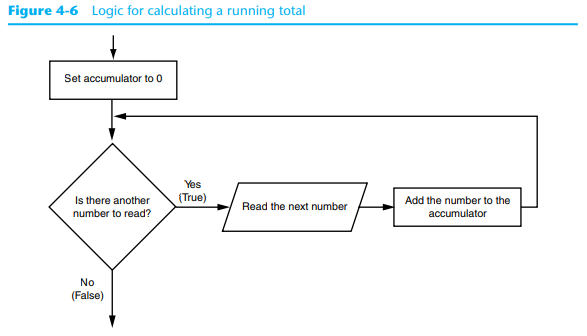 Figure 4-6 Logic for calculating a running total
Set accumulator to 0
Is there another
number to read?
Yes
(True)
Read the next number
Add the number to the
accumulator
No
(False)